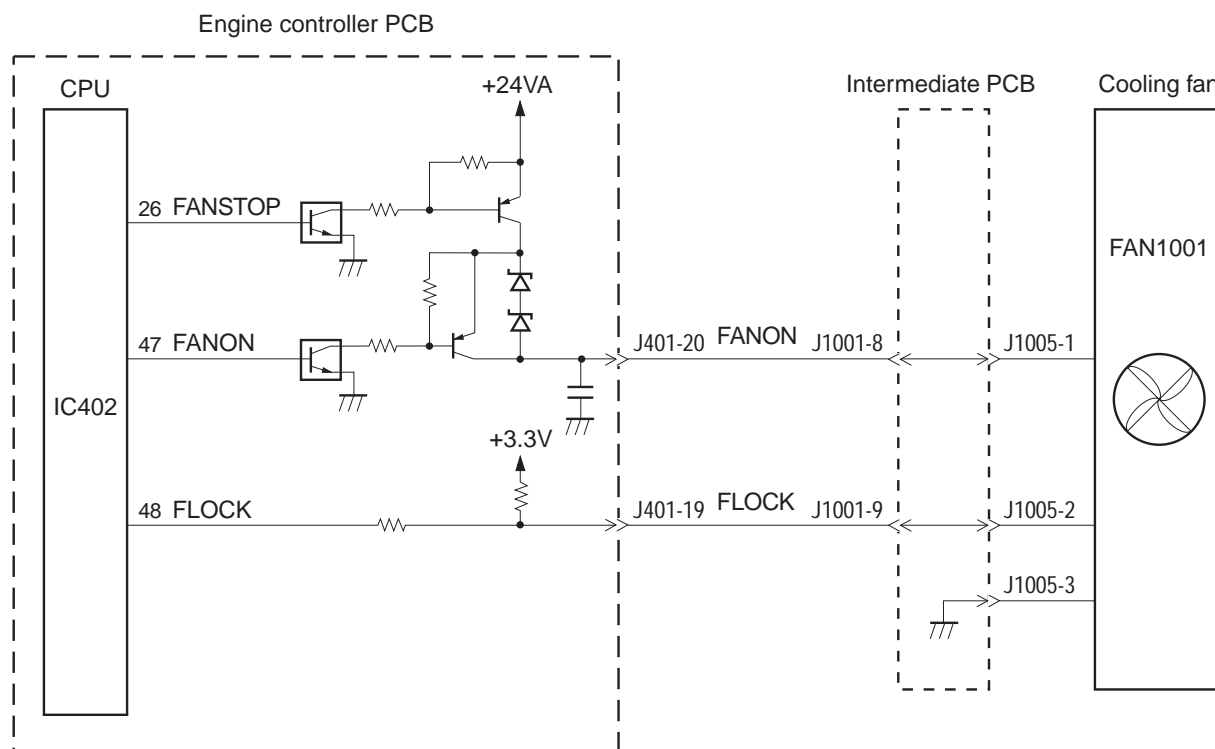 Engine controller PCB
CPU
+24VA
Intermediate PCB
Cooling fan
26 FANSTOP
FAN1001
47 FANON
J401-20 FANON J1001-8
J1005-1
IC402
+3.3V
48 FLOCK
J401-19 FLOCK J1001-9
J1005-2
J1005-3